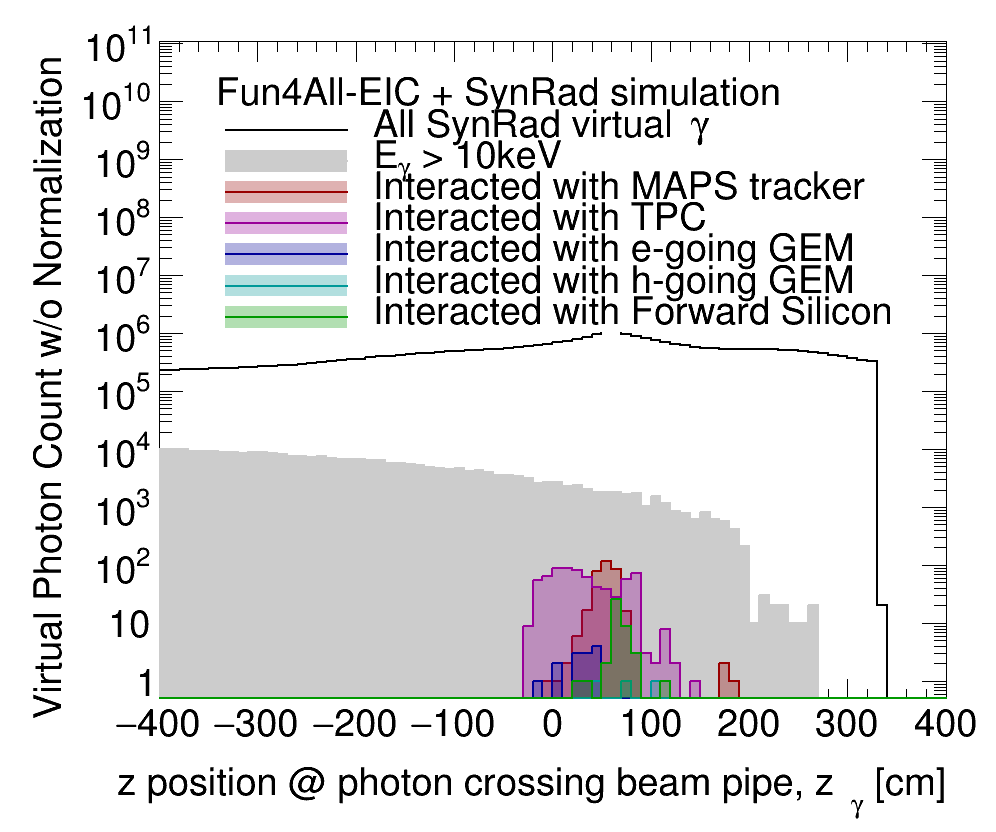 Virtual Photon Count w/o Normalization
10^11
10^10
10^9
10^8
10^7
10^6
10^5
10^4
10^3
10^2
10
1
Fun4All-EIC + SynRad simulation
All SynRad virtual γ
E_γ > 10keV
Interacted with MAPS tracker
Interacted with TPC
Interacted with e-going GEM
Interacted with h-going GEM
Interacted with Forward Silicon
−400 −300 −200 −100 0 100 200 300 400
z position @ photon crossing beam pipe, z_γ [cm]